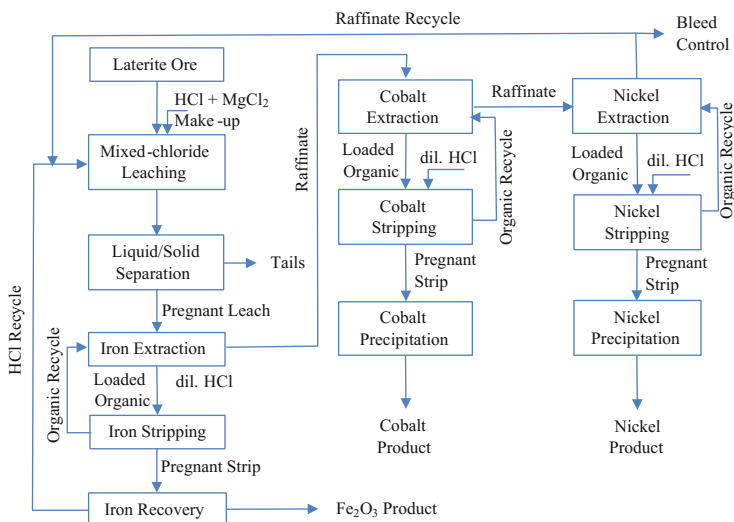 Raffinate Recycle
Bleed
Control
Laterite Ore
HCl + MgCl₂
Make-up
Mixed-chloride
Leaching
Liquid/Solid
Separation
Tails
Pregnant Leach
Iron Extraction
Loaded
Organic
dil. HCl
Iron Stripping
Pregnant Strip
Iron Recovery
Fe₂O₃ Product
HCl Recycle
Organic Recycle
Raffinate
Cobalt
Extraction
Loaded
Organic
dil. HCl
Cobalt
Stripping
Organic Recycle
Pregnant
Strip
Cobalt
Precipitation
Cobalt
Product
Raffinate
Nickel
Extraction
Loaded
Organic
dil. HCl
Nickel
Stripping
Organic Recycle
Pregnant
Strip
Nickel
Precipitation
Nickel
Product